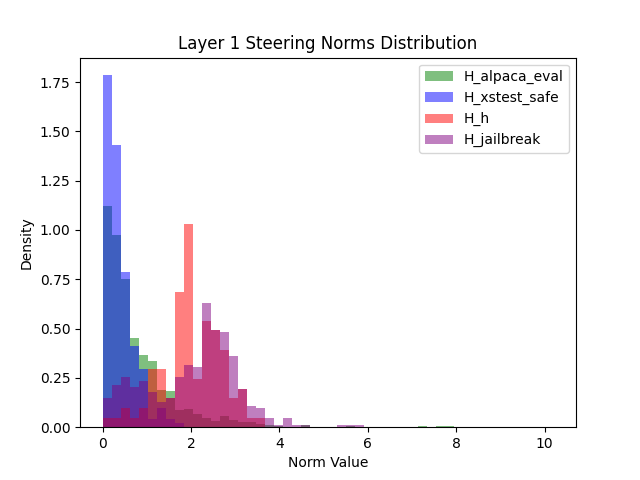 Layer 1 Steering Norms Distribution
H_alpaca_eval
H_xstest_safe
H_h
H_jailbreak
Density
1.75
1.50
1.25
1.00
0.75
0.50
0.25
0.00
0 2 4 6 8 10
Norm Value